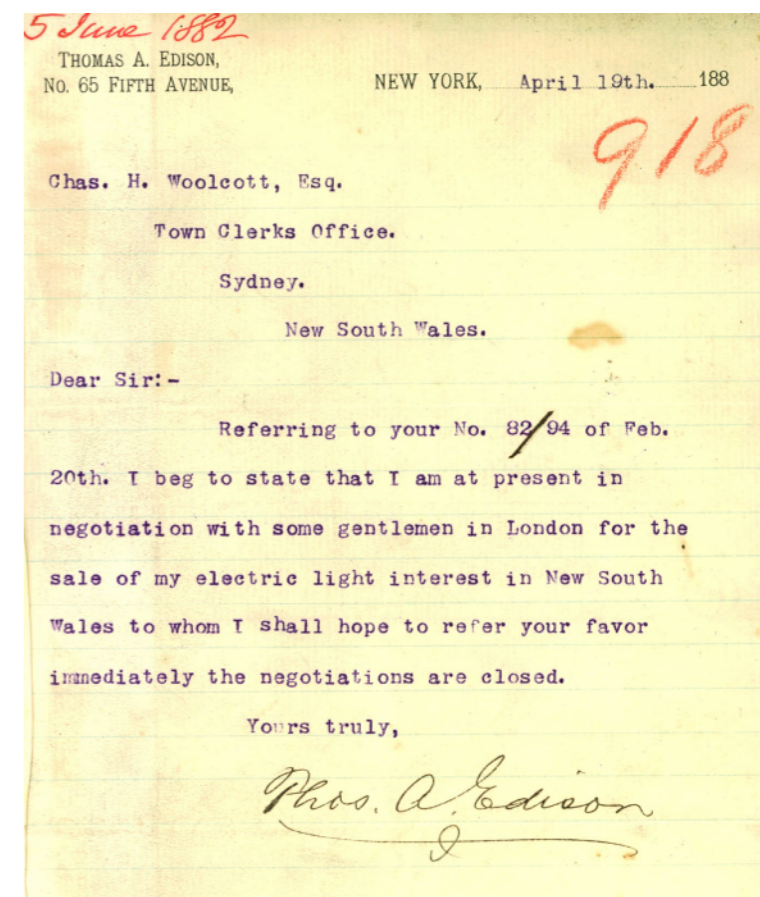 5 June 1882
THOMAS A. EDISON,
NO. 65 FIFTH AVENUE,
NEW YORK, April 19th. 188
918
Chas. H. Woolcott, Esq.
Town Clerks Office.
Sydney.
New South Wales.
Dear Sir:-
Referring to your No. 82/94 of Feb.
20th. I beg to state that I am at present in
negotiation with some gentlemen in London for the
sale of my electric light interest in New South
Wales to whom I shall hope to refer your favor
immediately the negotiations are closed.
Yours truly,
Thos. A. Edison